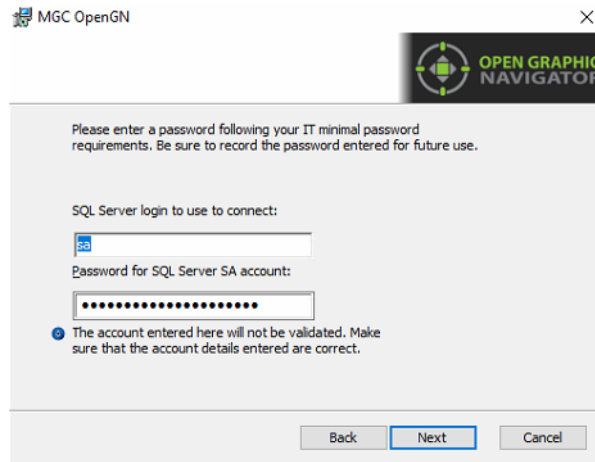 MGC OpenGN
OPEN GRAPHIC
NAVIGATOR
Please enter a password following your IT minimal password
requirements. Be sure to record the password entered for future use.
SQL Server login to use to connect:
sa
Password for SQL Server SA account:
•••••••••••••••••••••
The account entered here will not be validated. Make
sure that the account details entered are correct.
Back
Next
Cancel